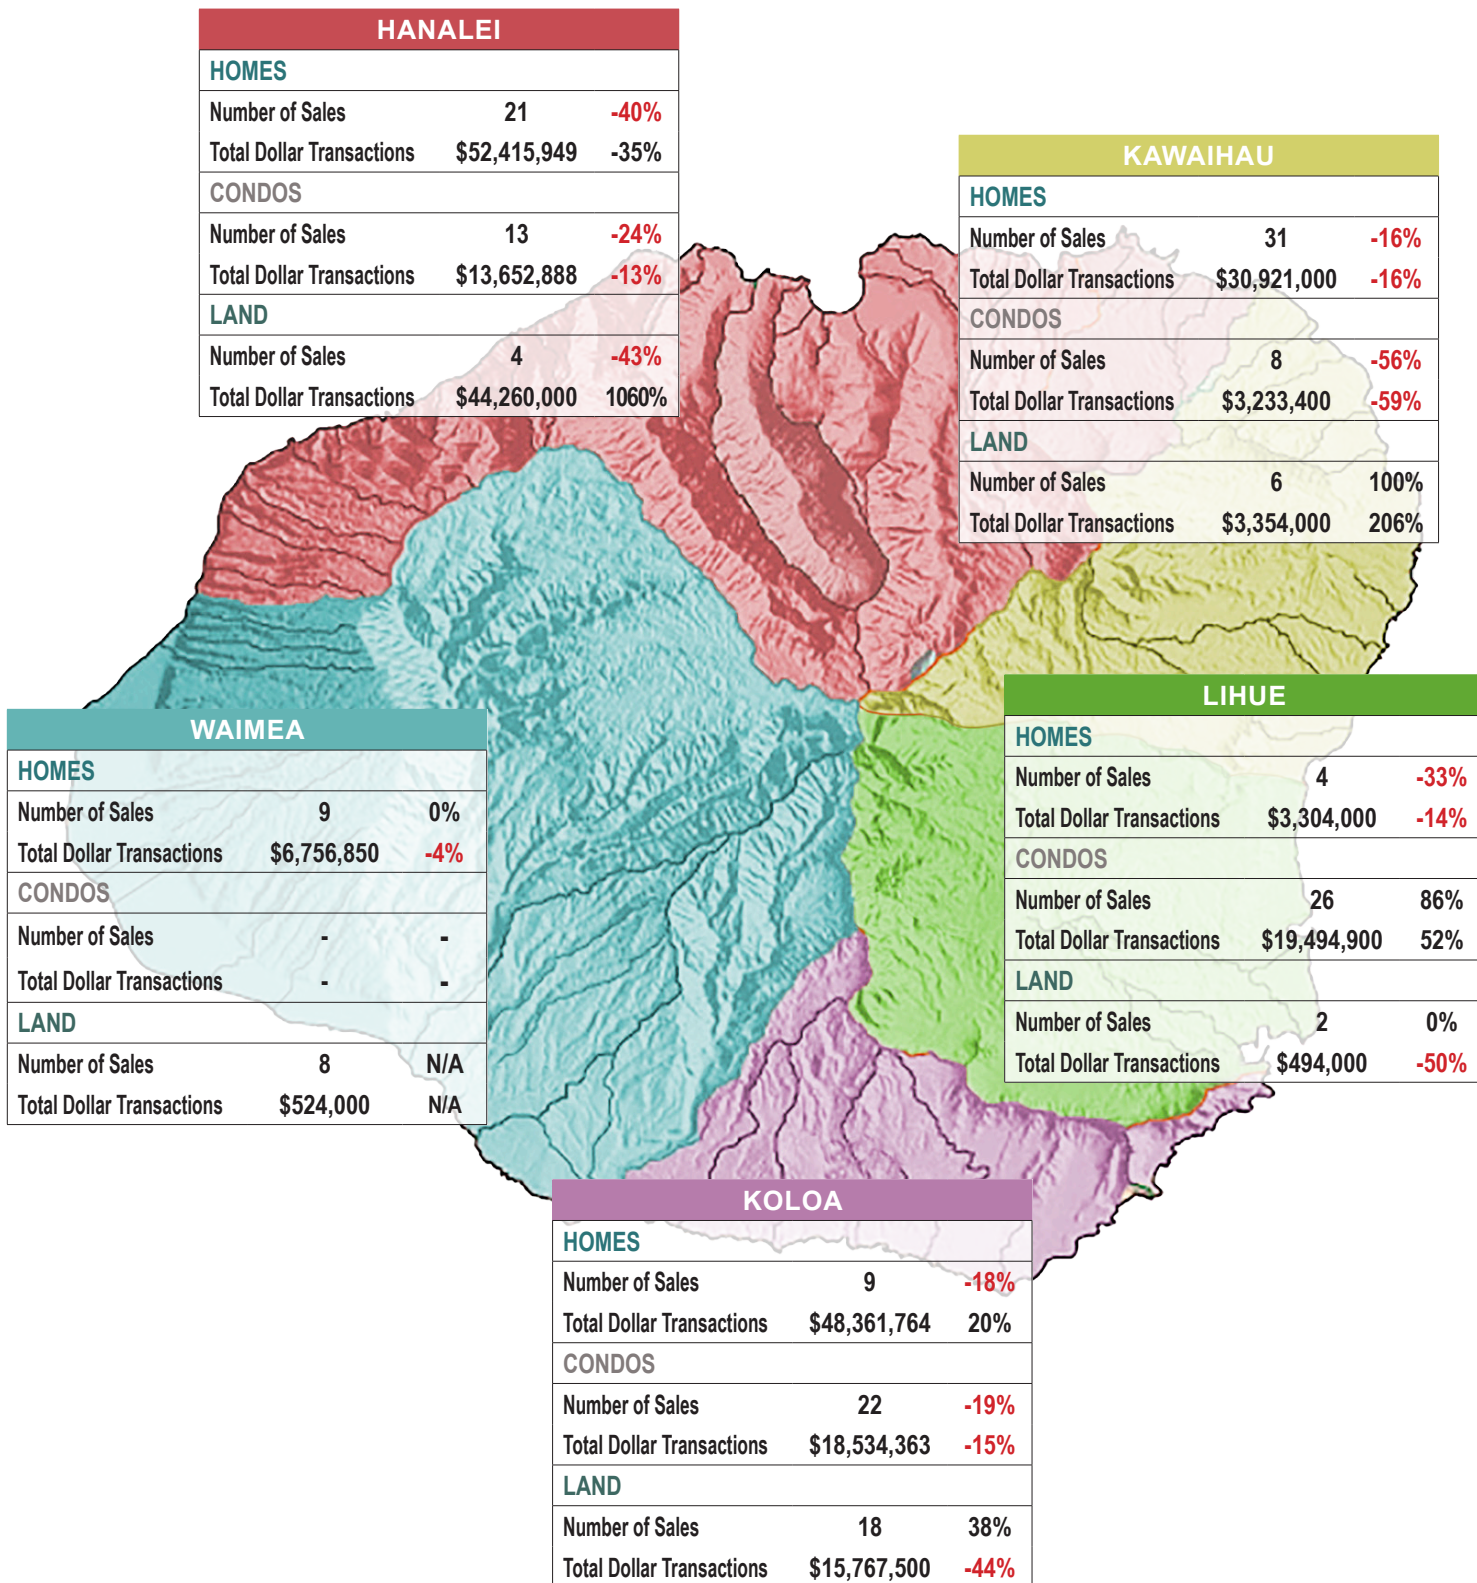 HANALEI
HOMES
Number of Sales 21 -40%
Total Dollar Transactions $52,415,949 -35%
CONDOS
Number of Sales 13 -24%
Total Dollar Transactions $13,652,888 -13%
LAND
Number of Sales 4 -43%
Total Dollar Transactions $44,260,000 1060%
KAWAIHAU
HOMES
Number of Sales 31 -16%
Total Dollar Transactions $30,921,000 -16%
CONDOS
Number of Sales 8 -56%
Total Dollar Transactions $3,233,400 -59%
LAND
Number of Sales 6 100%
Total Dollar Transactions $3,354,000 206%
WAIMEA
HOMES
Number of Sales 9 0%
Total Dollar Transactions $6,756,850 -4%
CONDOS
Number of Sales - -
Total Dollar Transactions - -
LAND
Number of Sales 8 N/A
Total Dollar Transactions $524,000 N/A
LIHUE
HOMES
Number of Sales 4 -33%
Total Dollar Transactions $3,304,000 -14%
CONDOS
Number of Sales 26 86%
Total Dollar Transactions $19,494,900 52%
LAND
Number of Sales 2 0%
Total Dollar Transactions $494,000 -50%
KOLOA
HOMES
Number of Sales 9 -18%
Total Dollar Transactions $48,361,764 20%
CONDOS
Number of Sales 22 -19%
Total Dollar Transactions $18,534,363 -15%
LAND
Number of Sales 18 38%
Total Dollar Transactions $15,767,500 -44%